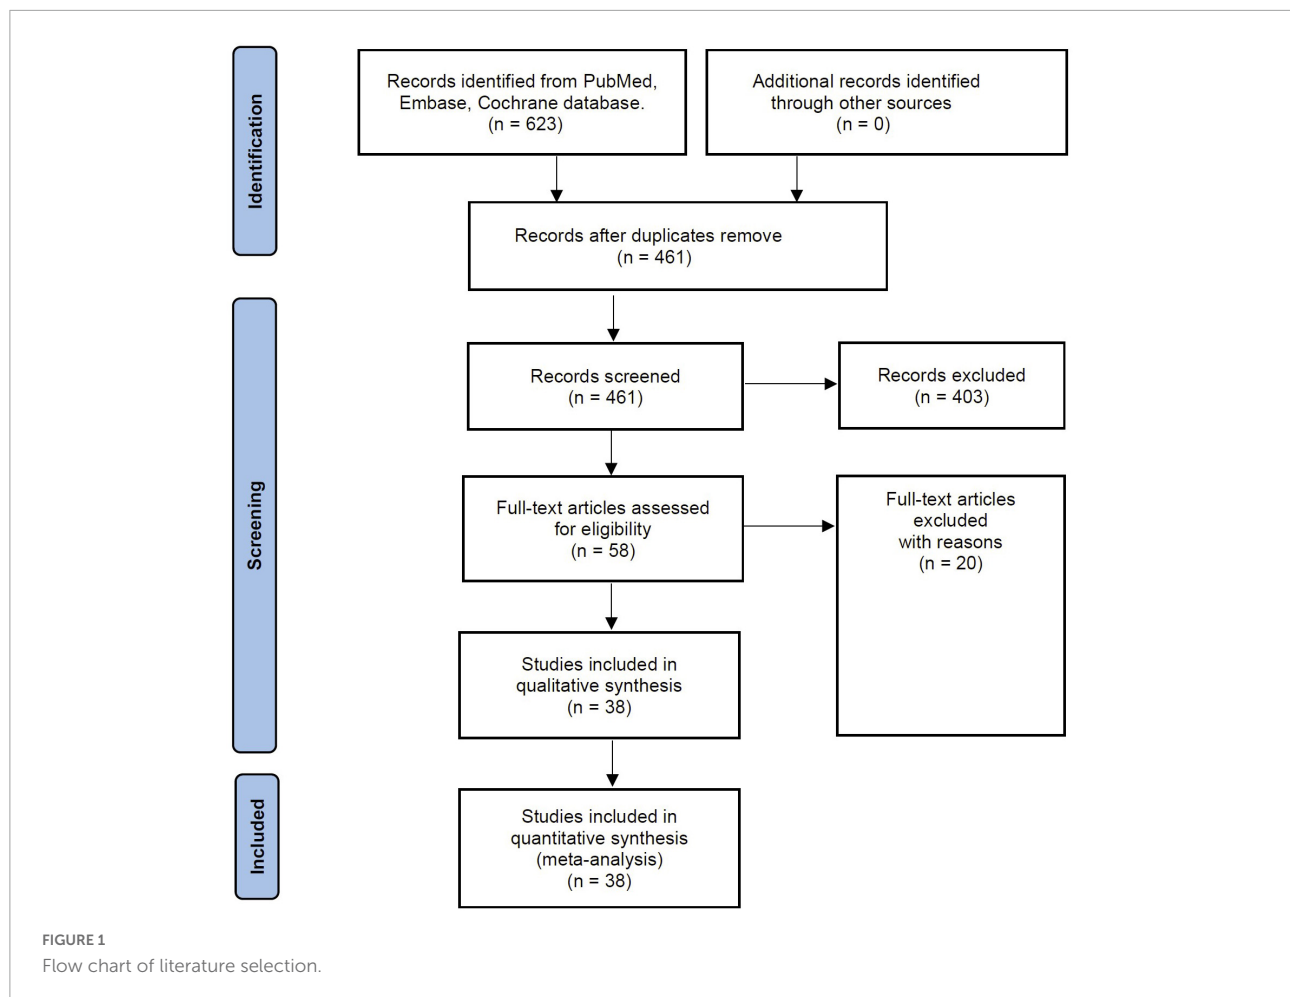 Identification
Records identified from PubMed,
Embase, Cochrane database.
(n = 623)
Additional records identified
through other sources
(n = 0)
Records after duplicates remove
(n = 461)
Screening
Records screened
(n = 461)
Records excluded
(n = 403)
Full-text articles assessed
for eligibility
(n = 58)
Full-text articles
excluded
with reasons
(n = 20)
Studies included in
qualitative synthesis
(n = 38)
Included
Studies included in
quantitative synthesis
(meta-analysis)
(n = 38)
FIGURE 1
Flow chart of literature selection.